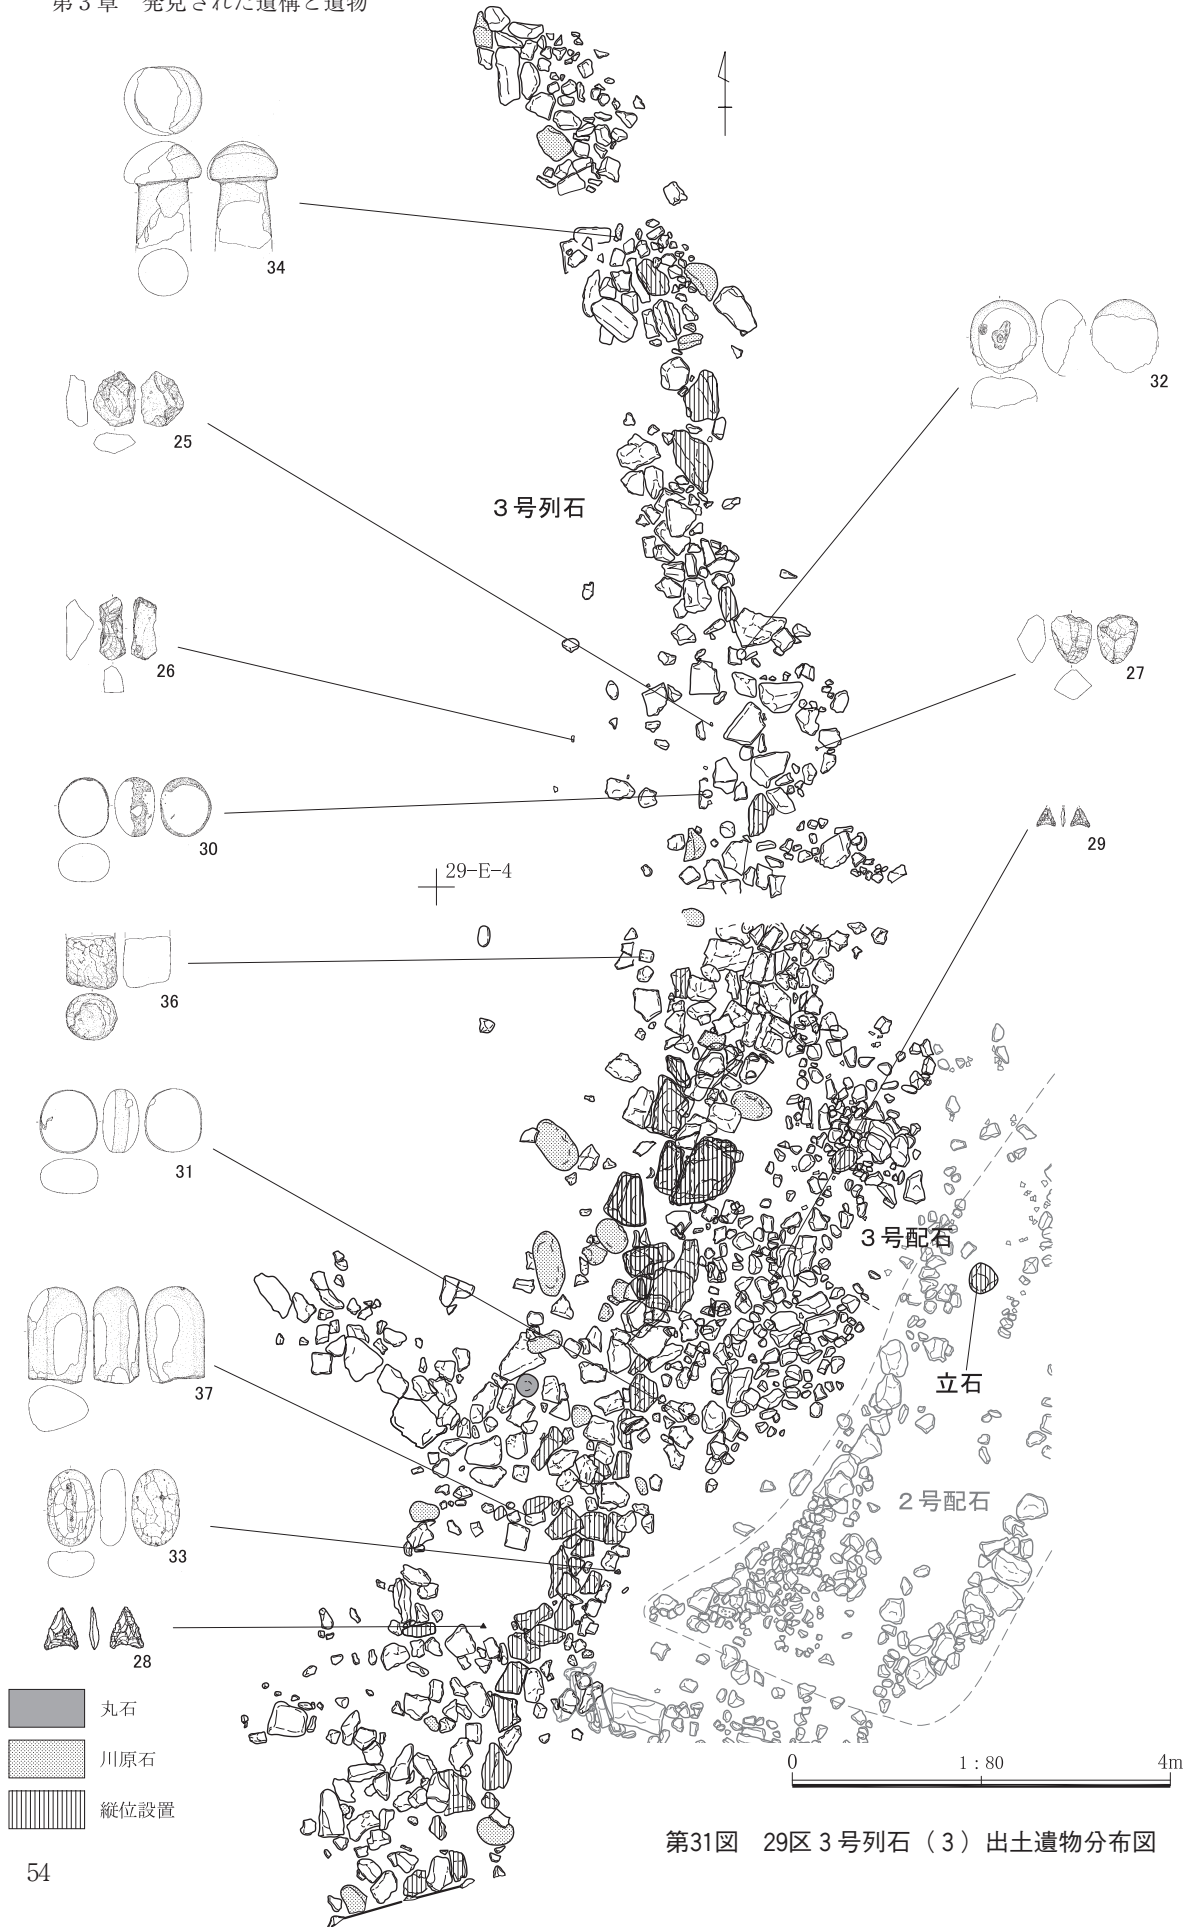 第3章　発見された遺構と遺物
34
32
25
３号列石
26
27
30
29
29-E-4
36
31
３号配石
立石
37
２号配石
33
28
丸石
川原石
縦位設置
0 1：80 4m
第31図　29区３号列石（３）出土遺物分布図
54